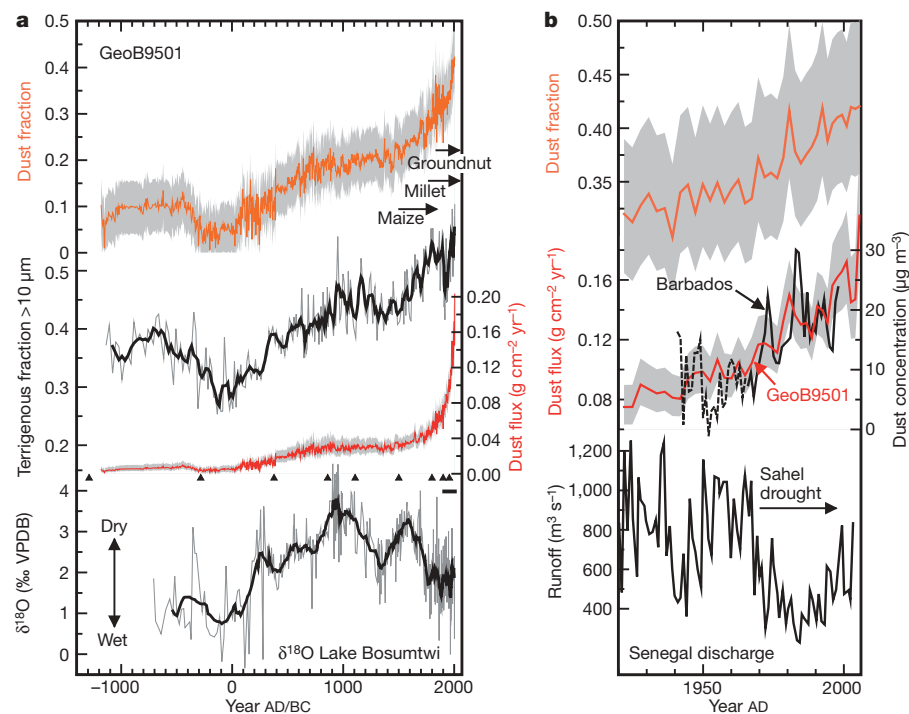 a
GeoB9501
Dust fraction
0.5
0.4
0.3
0.2
0.1
0
Groundnut
Millet
Maize
Terrigenous fraction >10 μm
0.5
0.4
0.3
0.2
0.20
0.16
0.12
0.08
0.04
0.00
Dust flux (g cm⁻² yr⁻¹)
δ¹⁸O (‰ VPDB)
4
3
2
1
0
Dry
Wet
δ¹⁸O Lake Bosumtwi
−1000
0
1000
2000
Year AD/BC
b
Dust fraction
0.50
0.40
0.35
Dust flux (g cm⁻² yr⁻¹)
0.16
0.12
0.08
Barbados
GeoB9501
30
20
10
0
Dust concentration (μg m⁻³)
Runoff (m³ s⁻¹)
1,200
1,000
800
600
400
Sahel
drought
Senegal discharge
1950
2000
Year AD